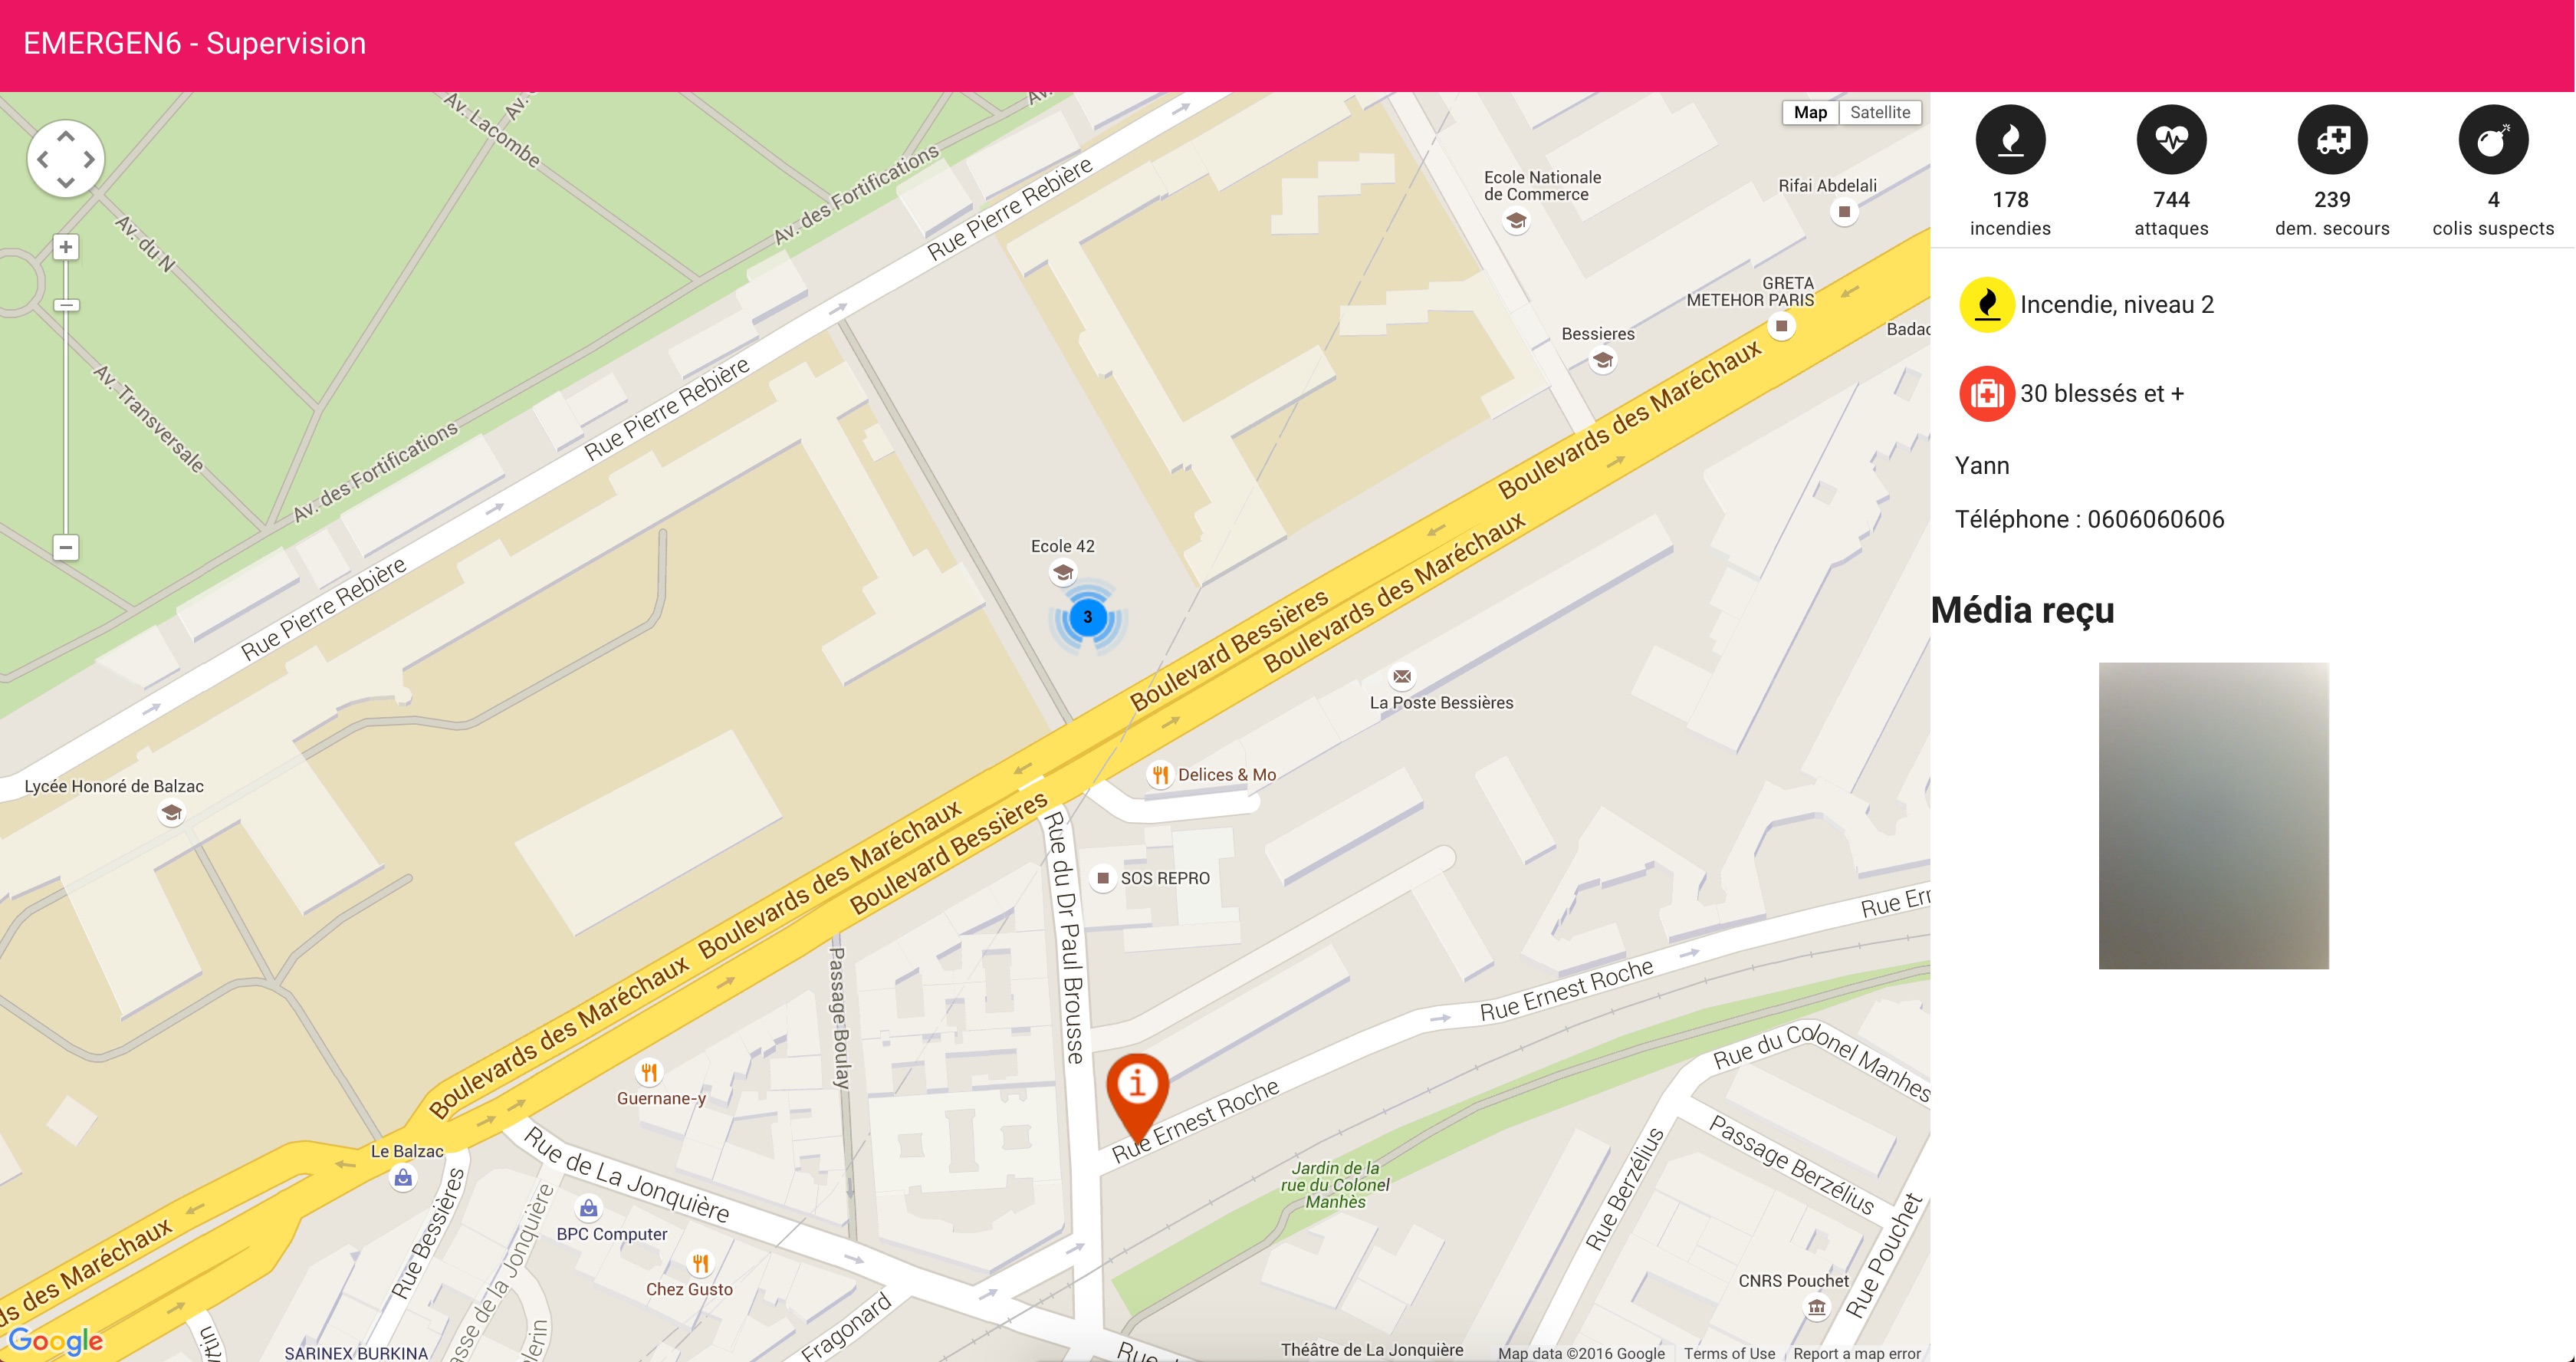 EMERGEN6 - Supervision
Av. Lacombe
Av. des Fortifications
Rue Pierre Rebière
Map
Satellite
Ecole Nationale
de Commerce
Rifai Abdelali
Av. du N
GRETA
METEHOR PARIS
Bessieres
Boulevards des Maréchaux
Av. Transversale
Rue Pierre Rebière
Av. des Fortifications
Ecole 42
3
Boulevards des Maréchaux
Boulevard Bessières
Rue Pierre Rebière
La Poste Bessières
Delices & Mo
Lycée Honoré de Balzac
Boulevards des Maréchaux
Boulevard Bessières
Rue du Dr Paul Brousse
SOS REPRO
Boulevards des Maréchaux
Passage Boulay
Rue Ernest Roche
Guernane-y
i
Rue Ernest Roche
Rue du Colonel Manhes
Passage Berzélius
Rue Berzélius
Rue Pouchet
Le Balzac
Rue de La Jonquière
Jardin de la
rue du Colonel
Manhès
Rue Bessières
BPC Computer
Chez Gusto
Fragonard
CNRS Pouchet
Google
SARINEX BURKINA
Théâtre de La Jonquière
Map data ©2016 Google
Terms of Use
Report a map error
178
incendies
744
attaques
239
dem. secours
4
colis suspects
Incendie, niveau 2
30 blessés et +
Yann
Téléphone : 0606060606
Média reçu